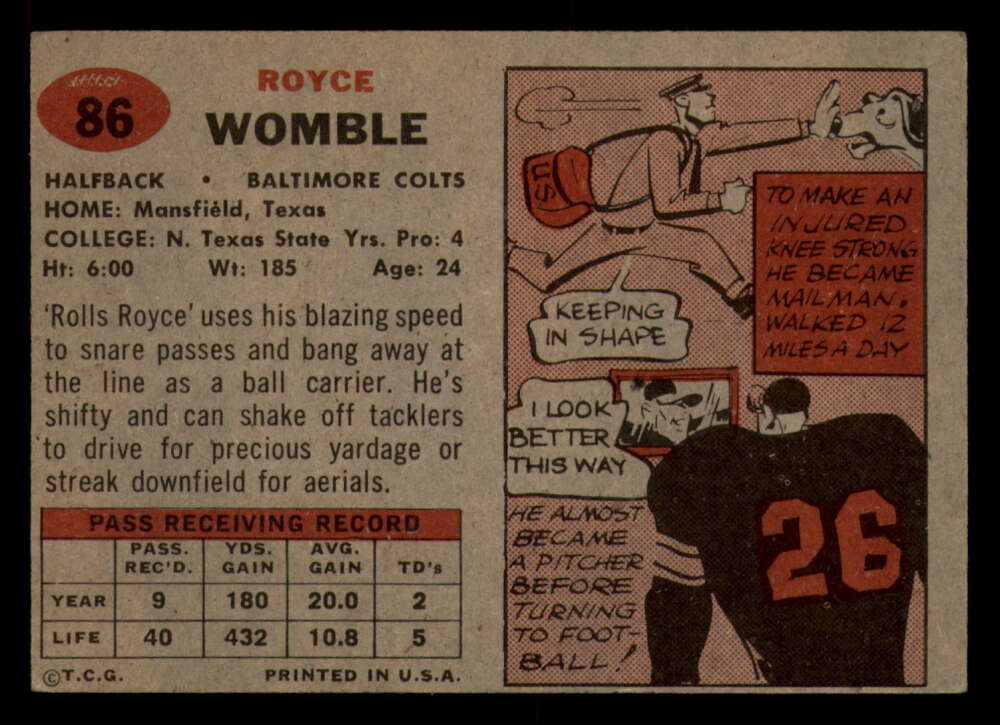 86
ROYCE
WOMBLE
HALFBACK • BALTIMORE COLTS
HOME: Mansfield, Texas
COLLEGE: N. Texas State Yrs. Pro: 4
Ht: 6:00 Wt: 185 Age: 24
'Rolls Royce' uses his blazing speed
to snare passes and bang away at
the line as a ball carrier. He's
shifty and can shake off tacklers
to drive for precious yardage or
streak downfield for aerials.
PASS RECEIVING RECORD
PASS. REC'D. YDS. GAIN AVG. GAIN TD's
YEAR 9 180 20.0 2
LIFE 40 432 10.8 5
©T.C.G. PRINTED IN U.S.A.
US
TO MAKE AN
INJURED
KNEE STRONG
HE BECAME
MAILMAN.
WALKED 12
MILES A DAY
KEEPING
IN SHAPE
I LOOK
BETTER
THIS WAY
26
HE ALMOST
BECAME
A PITCHER
BEFORE
TURNING
TO FOOT-
BALL!